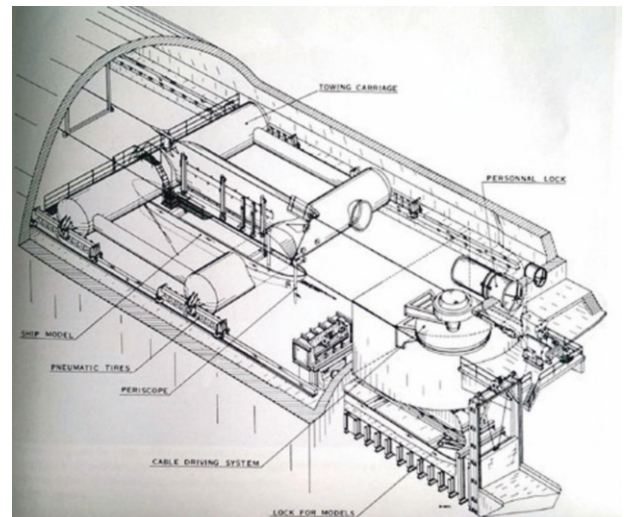 TOWING CARRIAGE
PERSONNAL LOCK
SHIP MODEL
PNEUMATIC TIRES
PERISCOPE
CABLE DRIVING SYSTEM
LOCK FOR MODELS